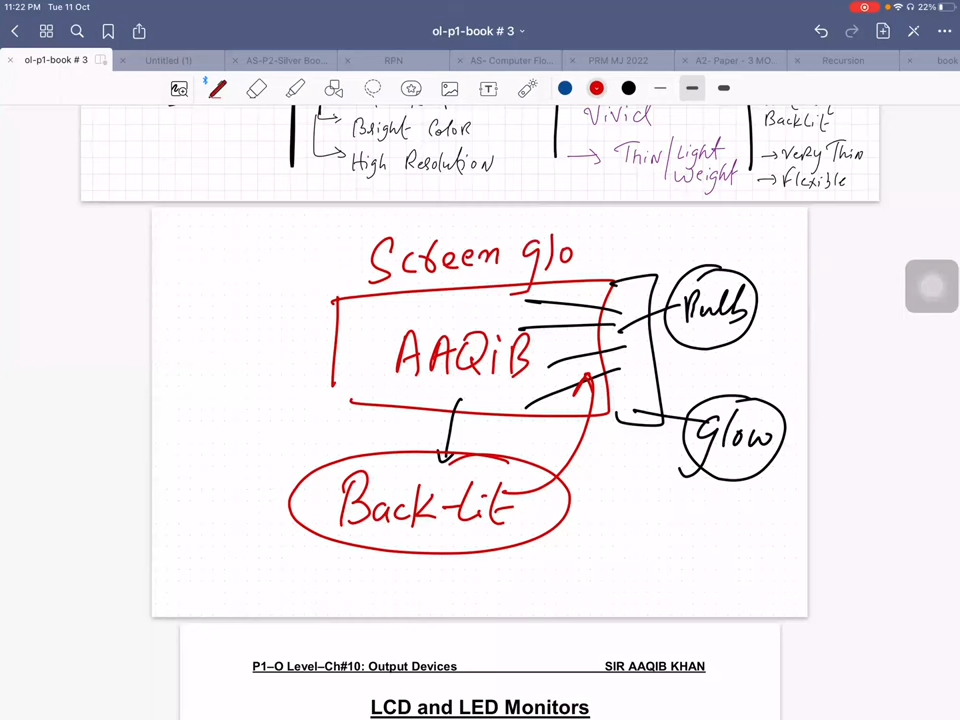 11:22 PM Tue 11 Oct
22%
ol-p1-book # 3
ol-p1-book # 3
Untitled (1)
AS-P2-Silver Boo...
RPN
AS- Computer Flo...
PRM MJ 2022
A2- Paper - 3 MO...
Recursion
book
Bright Color
High Resolution
Vivid
Thin/Light
Weight
Backlit
Very Thin
Flexible
Screen glo
AAQiB
Bulb
Glow
Back-lit
P1–O Level–Ch#10: Output Devices
SIR AAQIB KHAN
LCD and LED Monitors